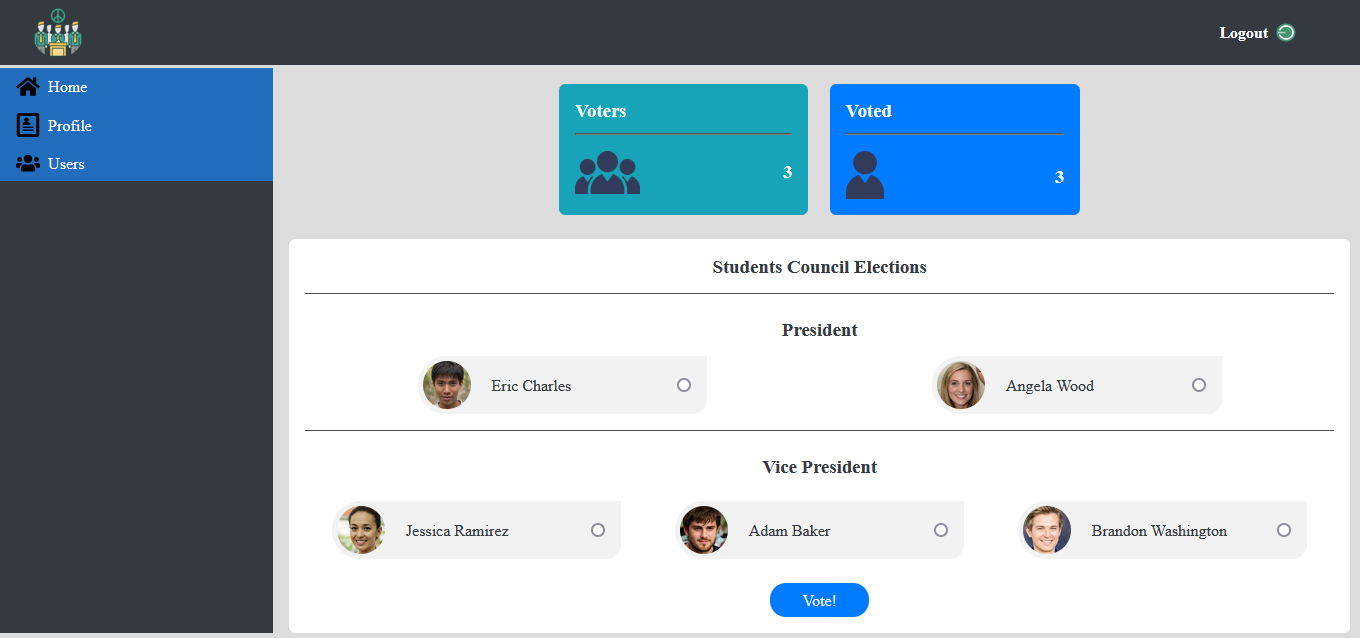 Logout
Home
Profile
Users
Voters
3
Voted
3
Students Council Elections
President
Eric Charles
Angela Wood
Vice President
Jessica Ramirez
Adam Baker
Brandon Washington
Vote!